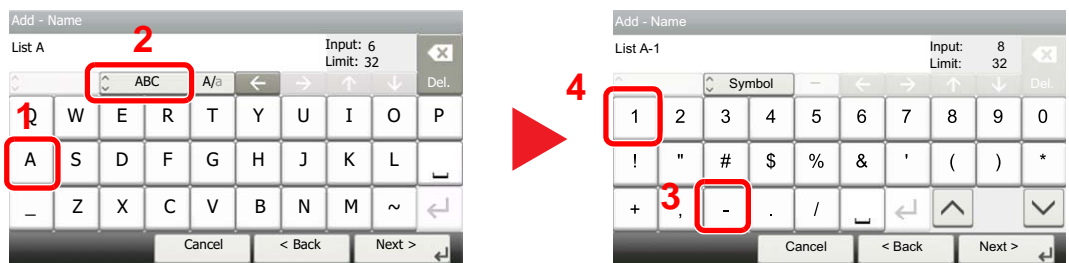 Add - Name
2
List A
Input: 6
Limit: 32
ABC
A/a
Del.
1
Q W E R T Y U I O P
A S D F G H J K L
_ Z X C V B N M ~
Cancel < Back Next >
Add - Name
List A-1
Input: 8
Limit: 32
4
Symbol
Del.
1 2 3 4 5 6 7 8 9 0
! " # $ % & ' ( ) *
3
+ , - . /
Cancel < Back Next >